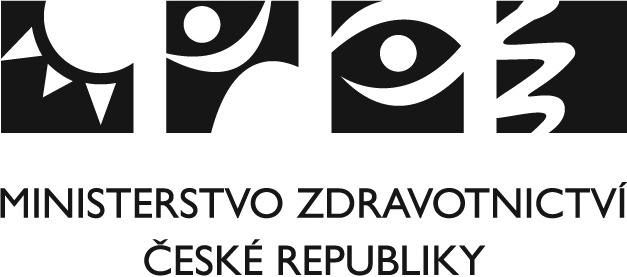 MINISTERSTVO ZDRAVOTNICTVÍ
ČESKÉ REPUBLIKY